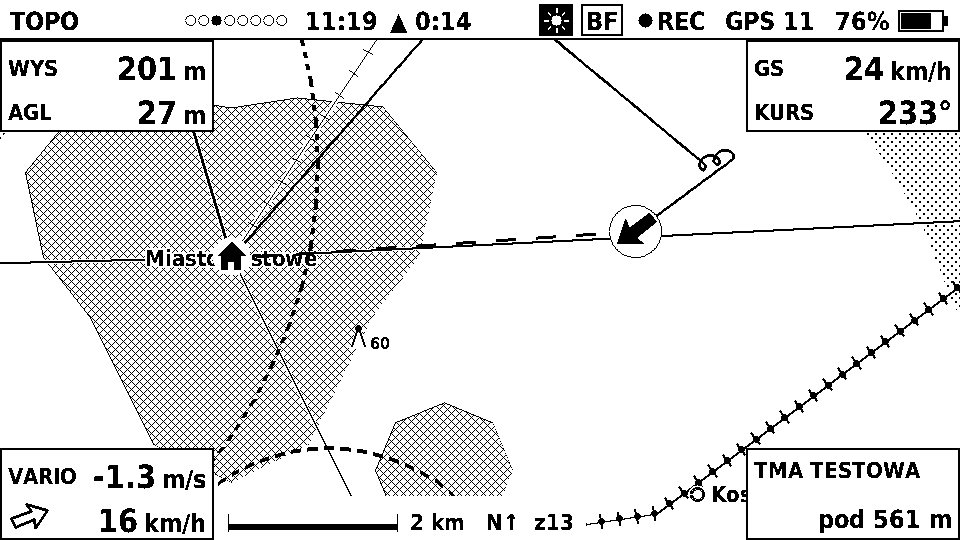 TOPO 11:19 ▲ 0:14 BF REC GPS 11 76%
WYS 201 m
AGL 27 m
GS 24 km/h
KURS 233°
60
VARIO -1.3 m/s
16 km/h
2 km N↑ z13
TMA TESTOWA
pod 561 m